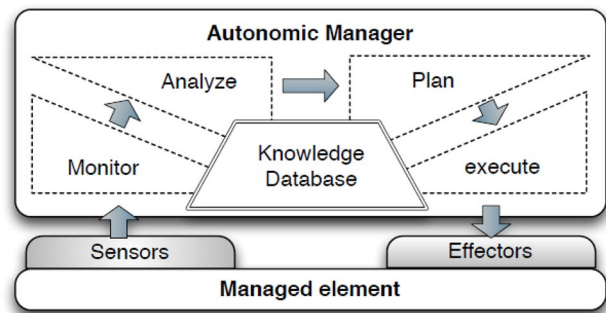 Autonomic Manager
Analyze
Plan
Monitor
Knowledge
Database
execute
Sensors
Effectors
Managed element